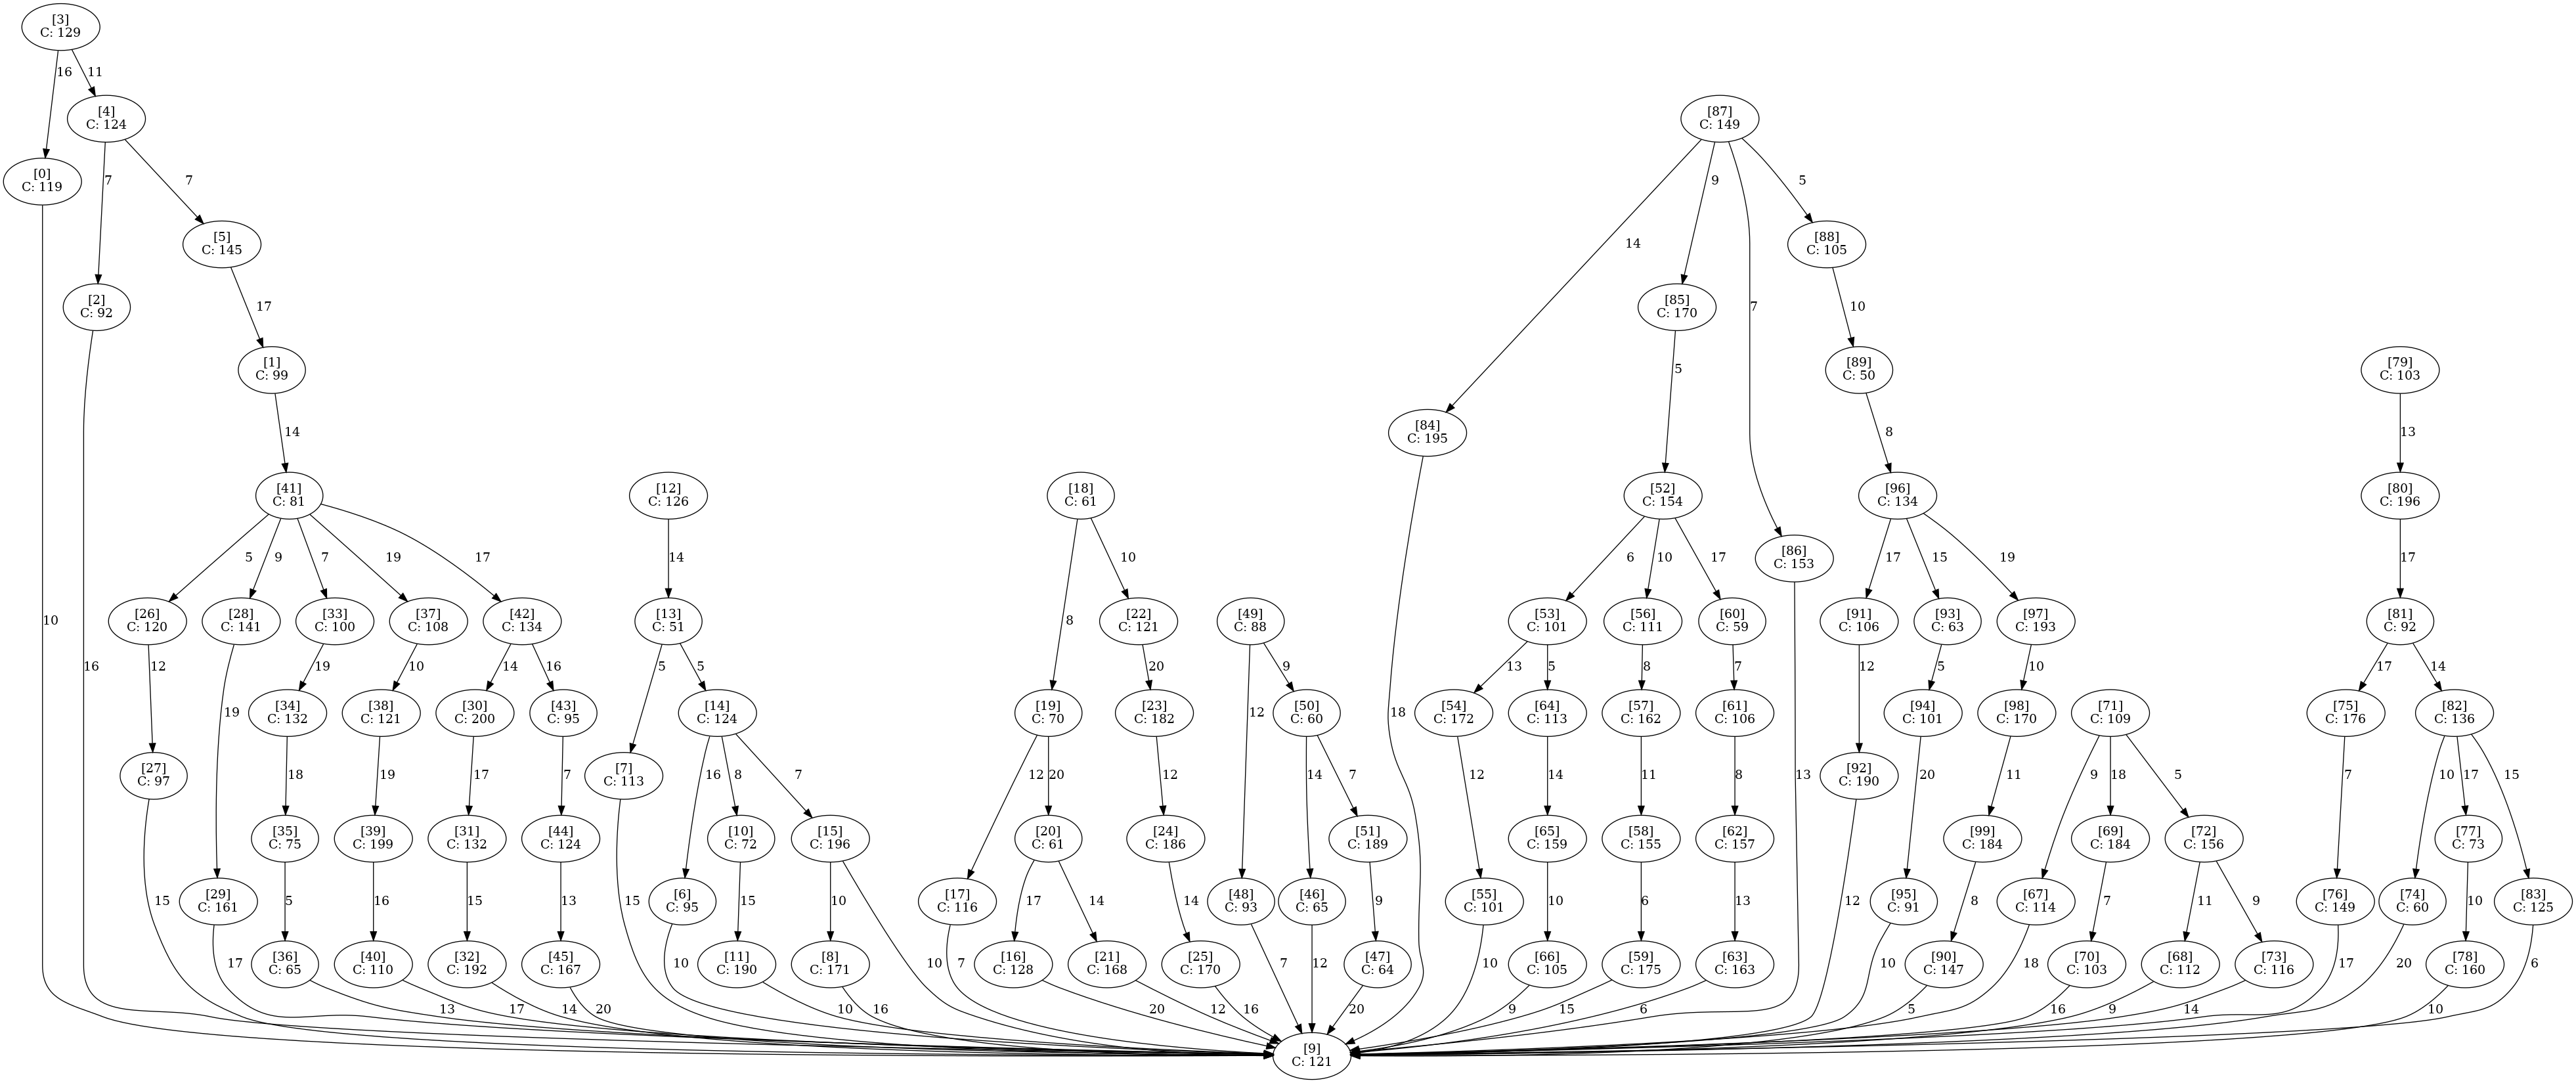 [3]
C: 129
16
11
[4]
C: 124
[87]
C: 149
[0]
C: 119
7
7
9
5
[5]
C: 145
14
[88]
C: 105
[2]
C: 92
17
[85]
C: 170
7
10
[1]
C: 99
5
[89]
C: 50
[79]
C: 103
14
[84]
C: 195
8
13
[41]
C: 81
[12]
C: 126
[18]
C: 61
[52]
C: 154
[96]
C: 134
[80]
C: 196
5
9
7
19
17
14
10
6
10
17
[86]
C: 153
17
15
19
17
10
[26]
C: 120
[28]
C: 141
[33]
C: 100
[37]
C: 108
[42]
C: 134
[13]
C: 51
8
[22]
C: 121
[49]
C: 88
[53]
C: 101
[56]
C: 111
[60]
C: 59
[91]
C: 106
[93]
C: 63
[97]
C: 193
[81]
C: 92
16
12
19
10
14
16
5
5
20
9
13
5
8
7
12
5
10
17
14
19
[34]
C: 132
[38]
C: 121
[30]
C: 200
[43]
C: 95
[14]
C: 124
[19]
C: 70
[23]
C: 182
12
[50]
C: 60
[54]
C: 172
18
[64]
C: 113
[57]
C: 162
[61]
C: 106
[94]
C: 101
[98]
C: 170
[71]
C: 109
[75]
C: 176
[82]
C: 136
[27]
C: 97
18
19
17
7
[7]
C: 113
16
8
7
12
20
12
14
7
12
14
11
8
13
[92]
C: 190
20
11
9
18
5
7
10
17
15
[35]
C: 75
[39]
C: 199
[31]
C: 132
[44]
C: 124
[10]
C: 72
[15]
C: 196
[20]
C: 61
[24]
C: 186
[51]
C: 189
[65]
C: 159
[58]
C: 155
[62]
C: 157
[99]
C: 184
[69]
C: 184
[72]
C: 156
[77]
C: 73
15
[29]
C: 161
5
16
15
13
15
[6]
C: 95
15
10
[17]
C: 116
17
14
14
[48]
C: 93
[46]
C: 65
9
[55]
C: 101
10
6
13
12
[95]
C: 91
8
[67]
C: 114
7
11
9
[76]
C: 149
[74]
C: 60
10
[83]
C: 125
17
[36]
C: 65
[40]
C: 110
[32]
C: 192
[45]
C: 167
10
[11]
C: 190
[8]
C: 171
10
7
[16]
C: 128
[21]
C: 168
[25]
C: 170
7
12
[47]
C: 64
10
[66]
C: 105
[59]
C: 175
[63]
C: 163
10
[90]
C: 147
18
[70]
C: 103
[68]
C: 112
[73]
C: 116
17
20
[78]
C: 160
6
13
17
14
20
10
16
20
12
16
20
9
15
6
5
16
9
14
10
[9]
C: 121